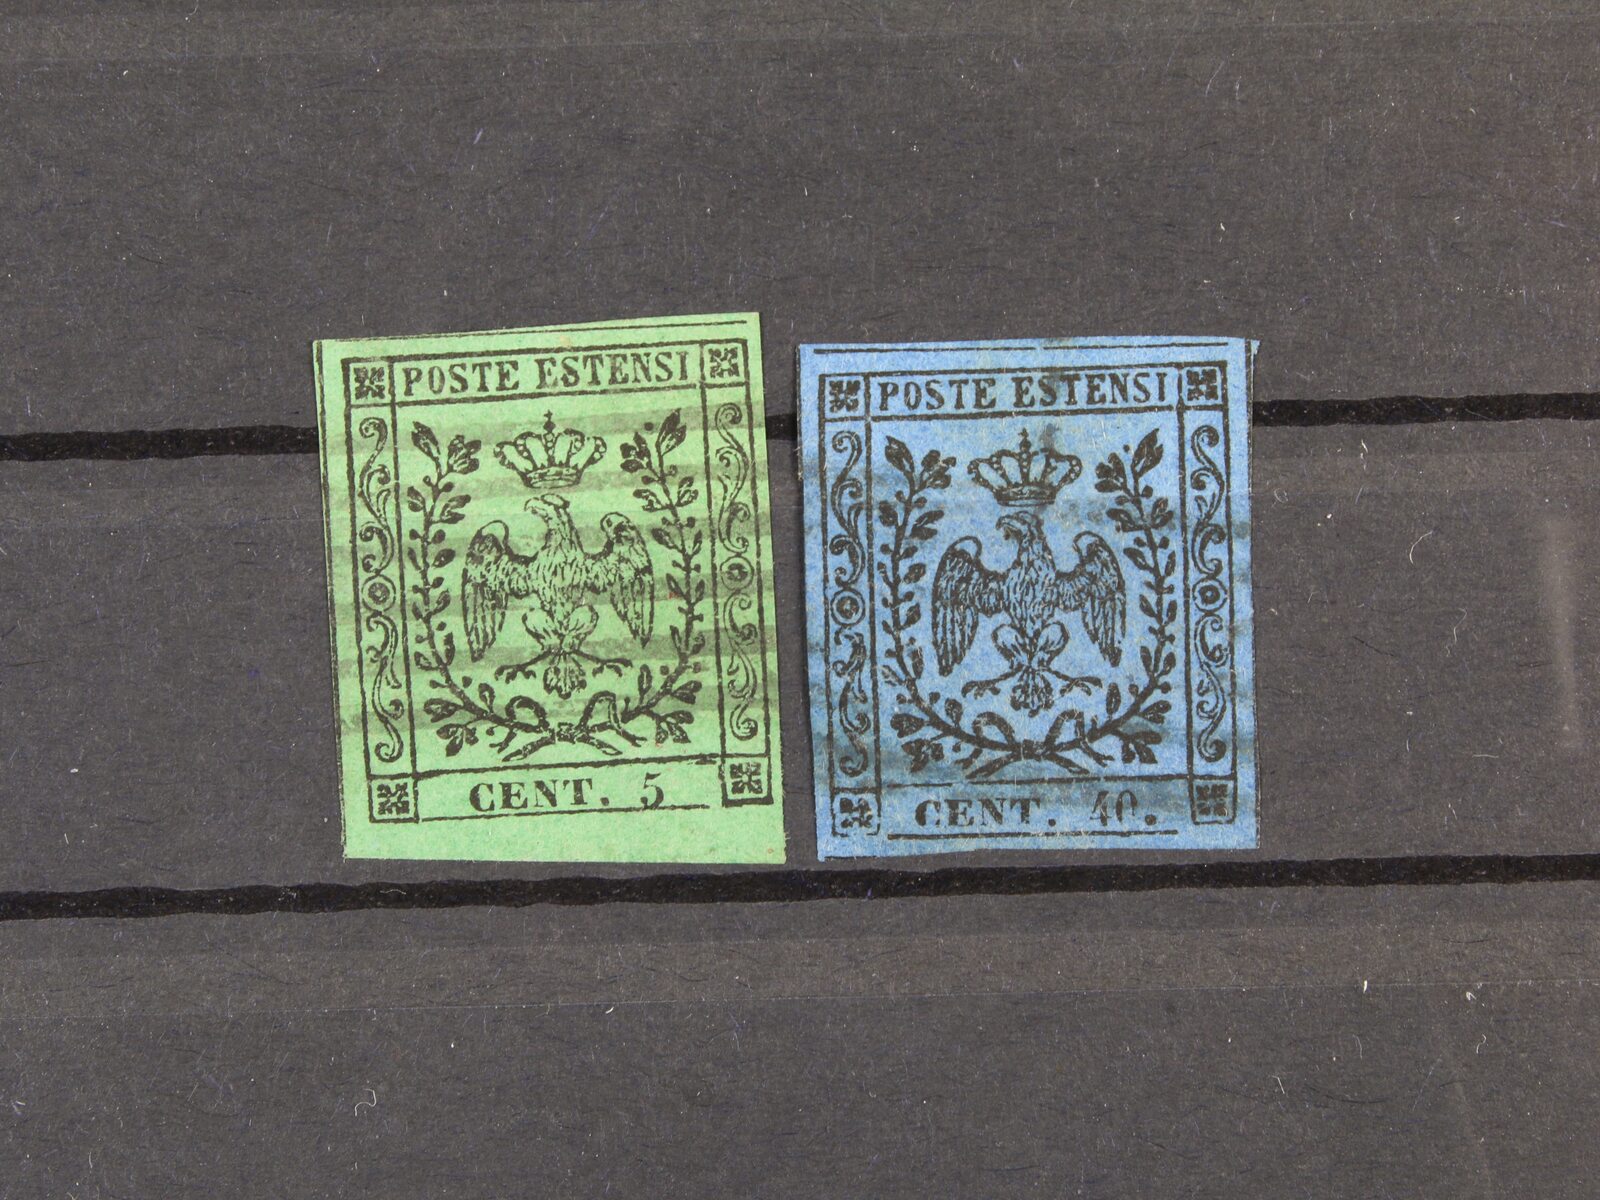 POSTE ESTENSI
CENT. 5
POSTE ESTENSI
CENT. 40.